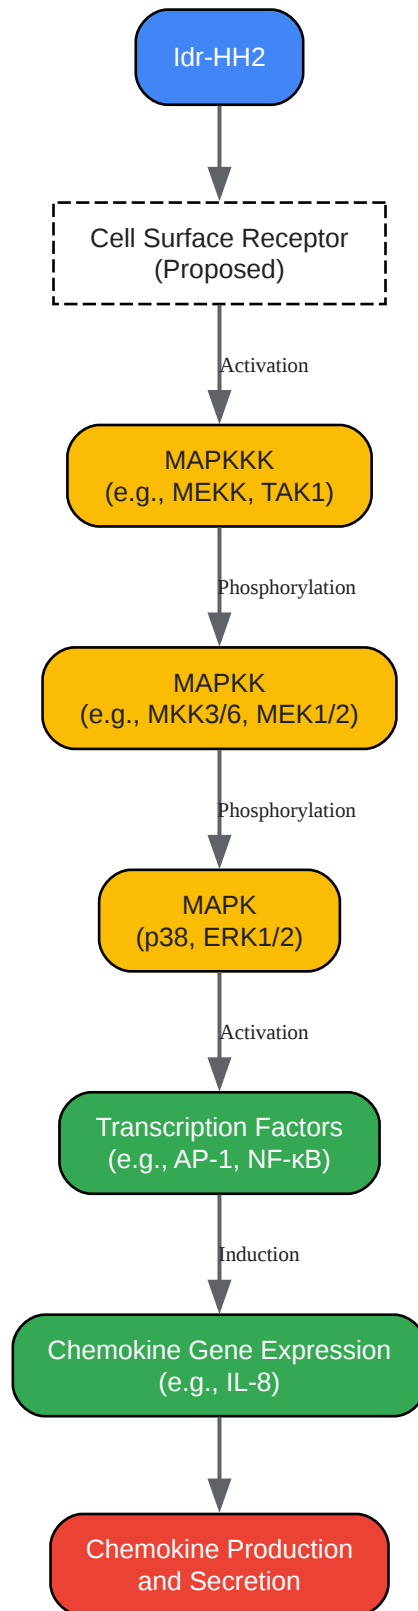 Idr-HH2
Cell Surface Receptor
(Proposed)
Activation
MAPKKK
(e.g., MEKK, TAK1)
Phosphorylation
MAPKK
(e.g., MKK3/6, MEK1/2)
Phosphorylation
MAPK
(p38, ERK1/2)
Activation
Transcription Factors
(e.g., AP-1, NF-κB)
Induction
Chemokine Gene Expression
(e.g., IL-8)
Chemokine Production
and Secretion